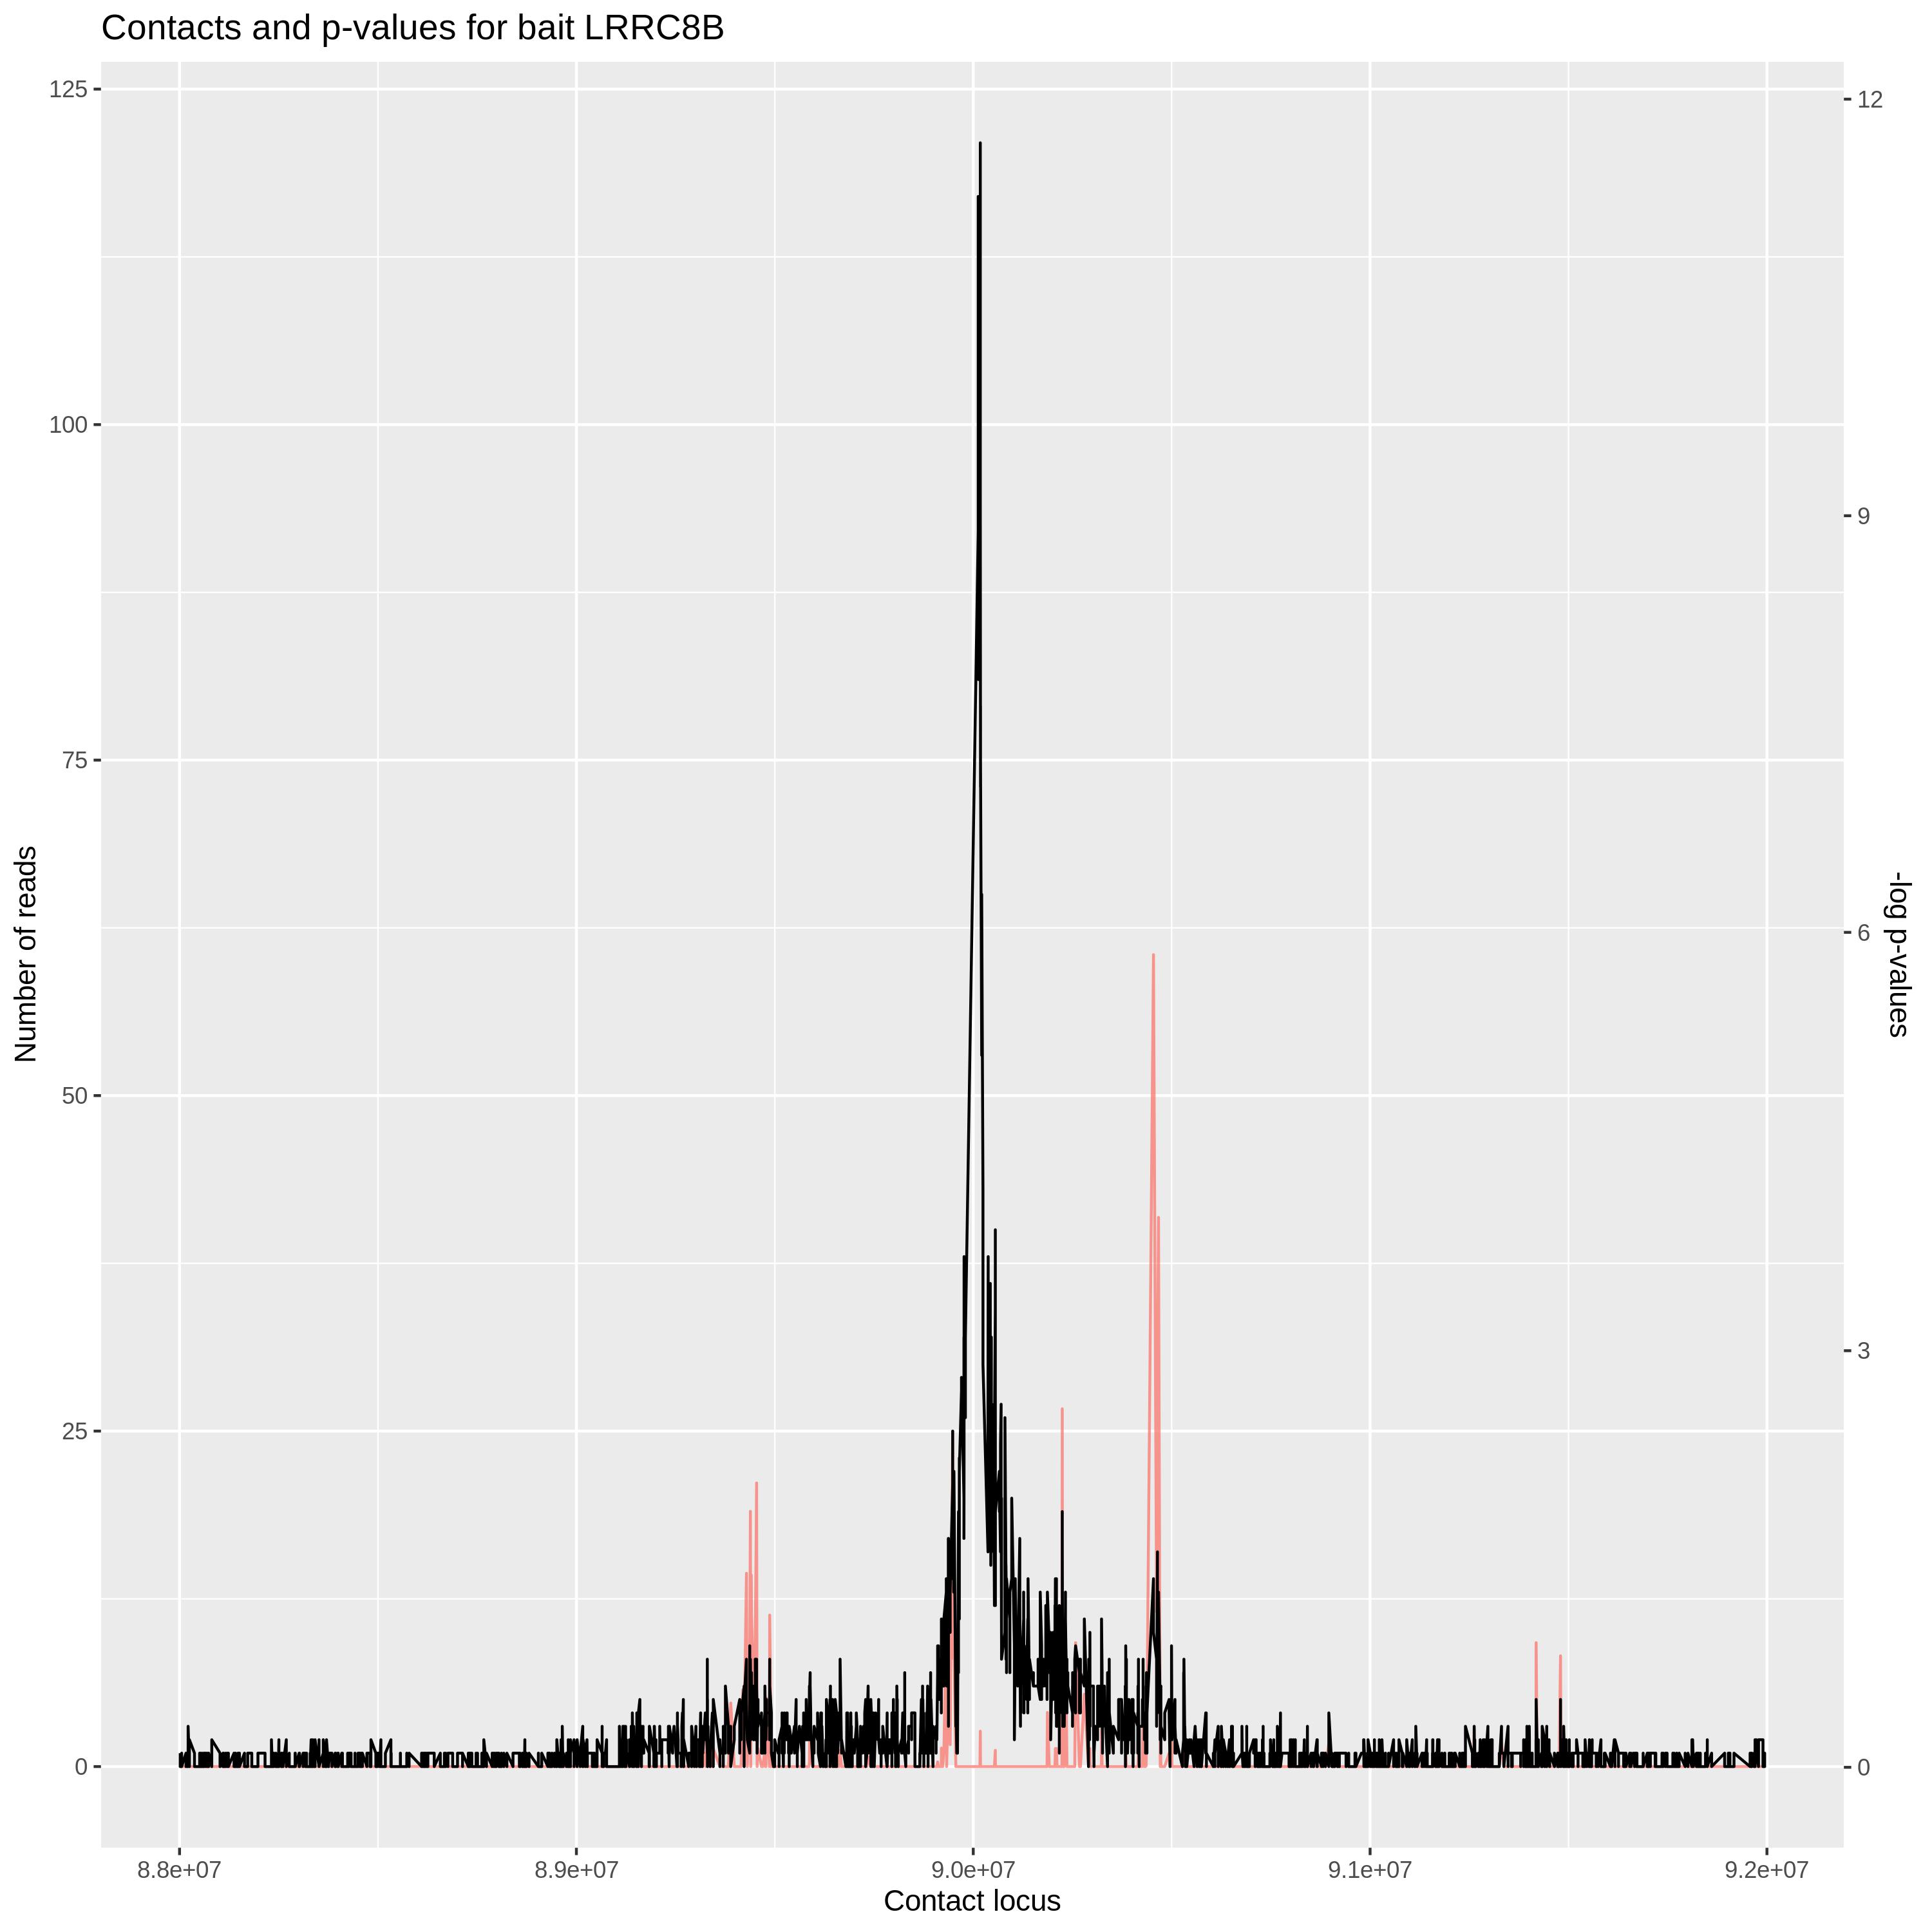 Contacts and p-values for bait LRRC8B
125
100
75
50
25
0
Number of reads
12
9
6
3
0
-log p-values
8.8e+07
8.9e+07
9.0e+07
9.1e+07
9.2e+07
Contact locus